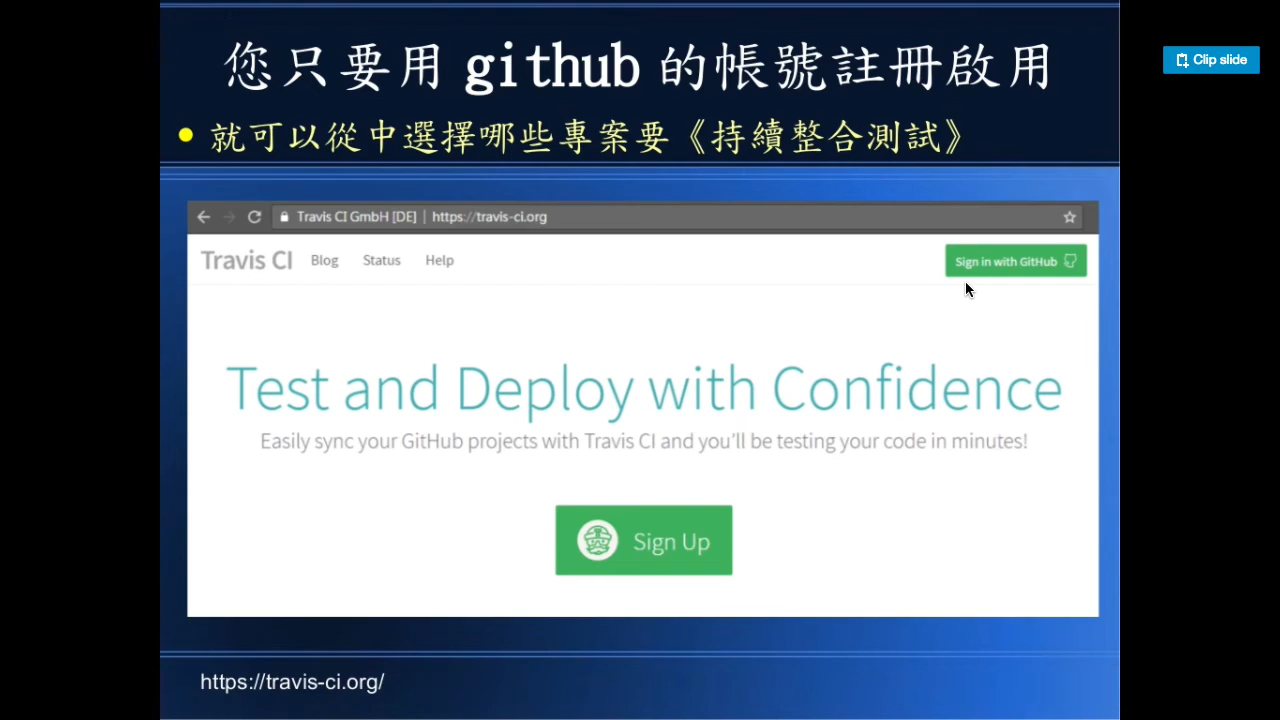 您只要用 github 的帳號註冊啟用
Clip slide
● 就可以從中選擇哪些專案要《持續整合測試》
Travis CI GmbH [DE] | https://travis-ci.org
Travis CI Blog Status Help Sign in with GitHub
Test and Deploy with Confidence
Easily sync your GitHub projects with Travis CI and you'll be testing your code in minutes!
Sign Up
https://travis-ci.org/